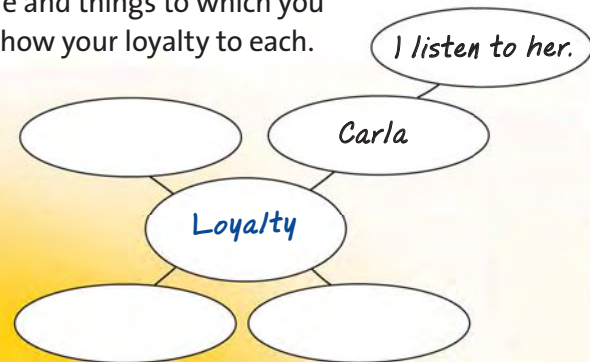 e and things to which you
how your loyalty to each.
I listen to her.
Carla
Loyalty